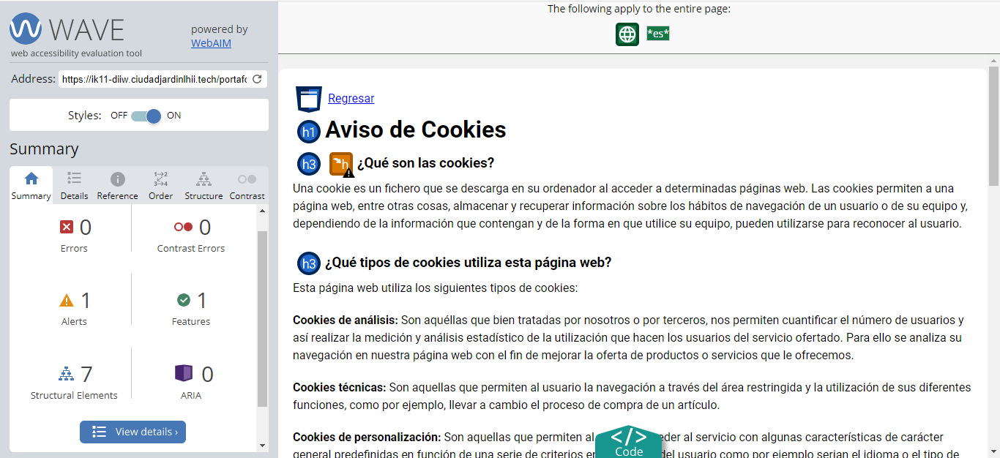 WAVE
web accessibility evaluation tool
powered by
WebAIM
Address: https://ik11-diiw.ciudadjardinlhii.tech/portafo
Styles: OFF ON
Summary
Summary Details Reference Order Structure Contrast
0 Errors
0 Contrast Errors
1 Alerts
1 Features
7 Structural Elements
0 ARIA
View details ›
The following apply to the entire page:
*es*
Regresar
h1 Aviso de Cookies
h3 h ¿Qué son las cookies?
Una cookie es un fichero que se descarga en su ordenador al acceder a determinadas páginas web. Las cookies permiten a una
página web, entre otras cosas, almacenar y recuperar información sobre los hábitos de navegación de un usuario o de su equipo y,
dependiendo de la información que contengan y de la forma en que utilice su equipo, pueden utilizarse para reconocer al usuario.
h3 ¿Qué tipos de cookies utiliza esta página web?
Esta página web utiliza los siguientes tipos de cookies:
Cookies de análisis: Son aquéllas que bien tratadas por nosotros o por terceros, nos permiten cuantificar el número de usuarios y
así realizar la medición y análisis estadístico de la utilización que hacen los usuarios del servicio ofertado. Para ello se analiza su
navegación en nuestra página web con el fin de mejorar la oferta de productos o servicios que le ofrecemos.
Cookies técnicas: Son aquellas que permiten al usuario la navegación a través del área restringida y la utilización de sus diferentes
funciones, como por ejemplo, llevar a cambio el proceso de compra de un artículo.
Cookies de personalización: Son aquellas que permiten al eder al servicio con algunas características de carácter
general predefinidas en función de una serie de criterios en del usuario como por ejemplo serian el idioma o el tipo de
</> Code